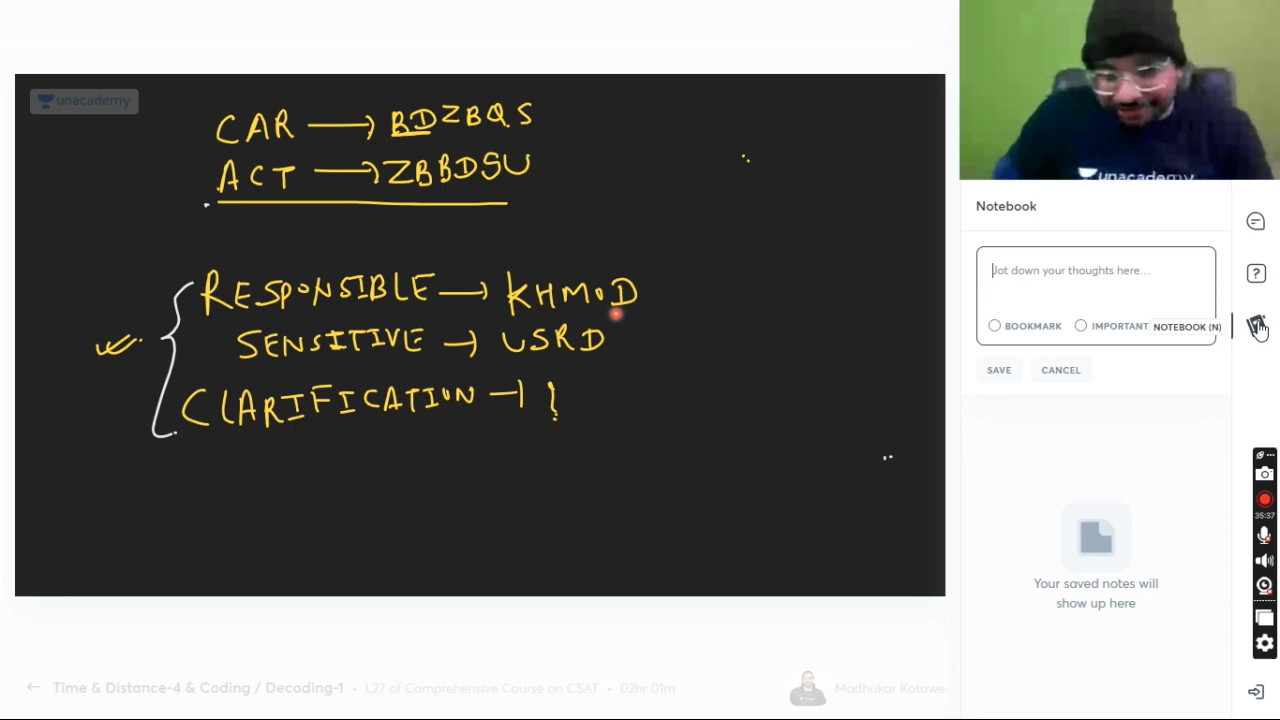 unacademy
CAR → BDZBQS
ACT → ZBBDSU
RESPONSIBLE → KHMOD
SENSITIVE → USRD
CLARIFICATION → ?
unacademy
Notebook
Jot down your thoughts here...
BOOKMARK
IMPORTANT
NOTEBOOK (N)
SAVE
CANCEL
35:37
Your saved notes will
show up here
Time & Distance-4 & Coding / Decoding-1 • L27 of Comprehensive Course on CSAT • 02hr 01m
Madhukar Kotawe